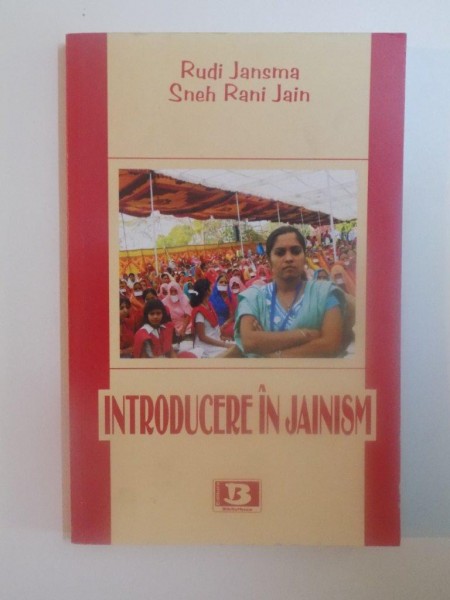 Rudi Jansma
Sneh Rani Jain
INTRODUCERE ÎN JAINISM
B